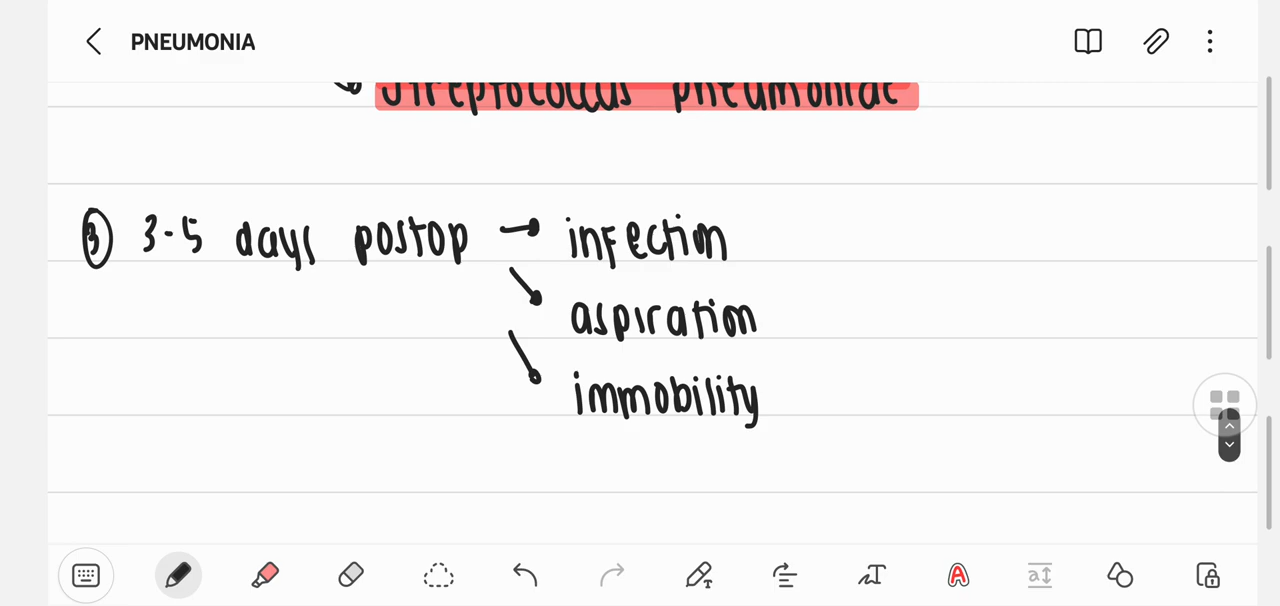 PNEUMONIA
Streptococcus pneumoniae
③ 3-5 days postop → infection
aspiration
immobility